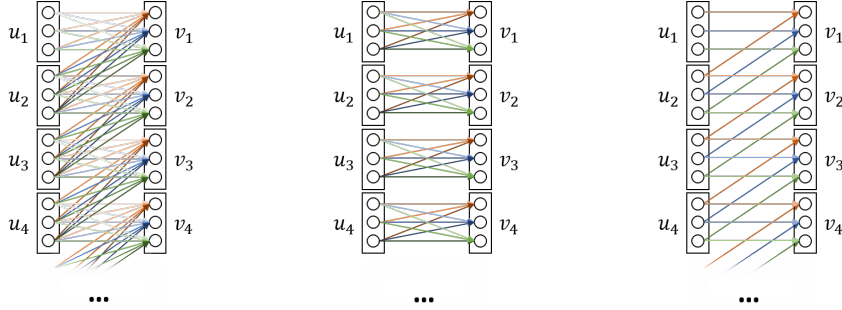 u1 v1 u1 v1 u1 v1
u2 v2 u2 v2 u2 v2
u3 v3 u3 v3 u3 v3
u4 v4 u4 v4 u4 v4
... ... ...